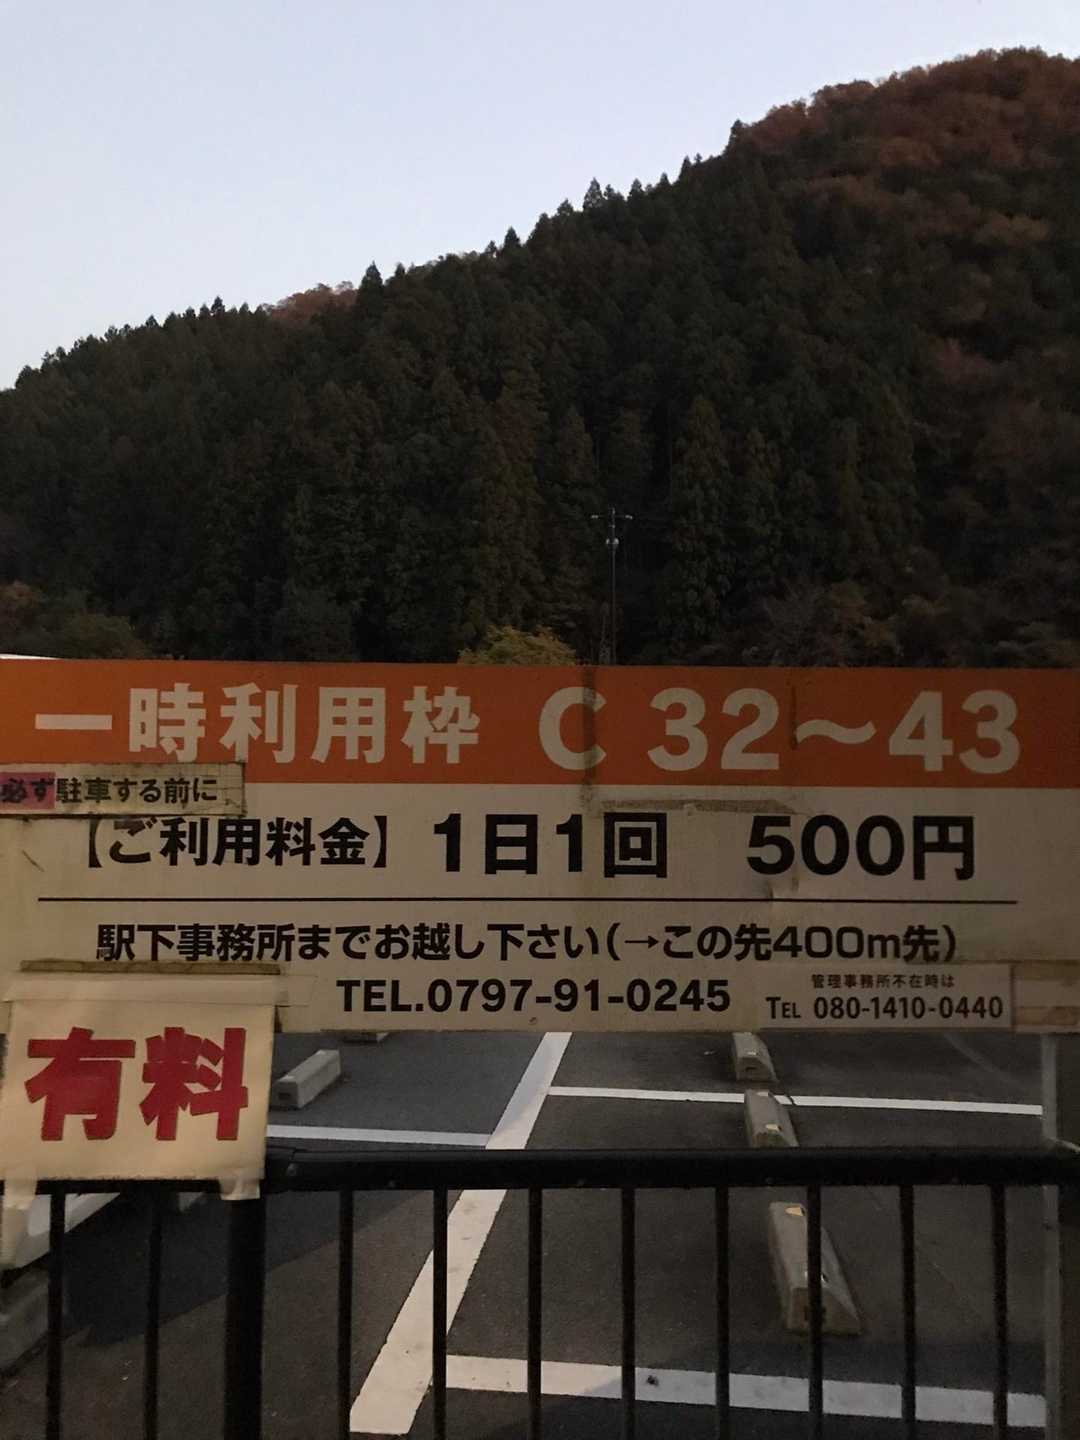 一時利用枠 C 32～43
必ず駐車する前に
【ご利用料金】 1日1回 500円
駅下事務所までお越し下さい(→この先400m先)
TEL.0797-91-0245
管理事務所不在時は
TEL 080-1410-0440
有料